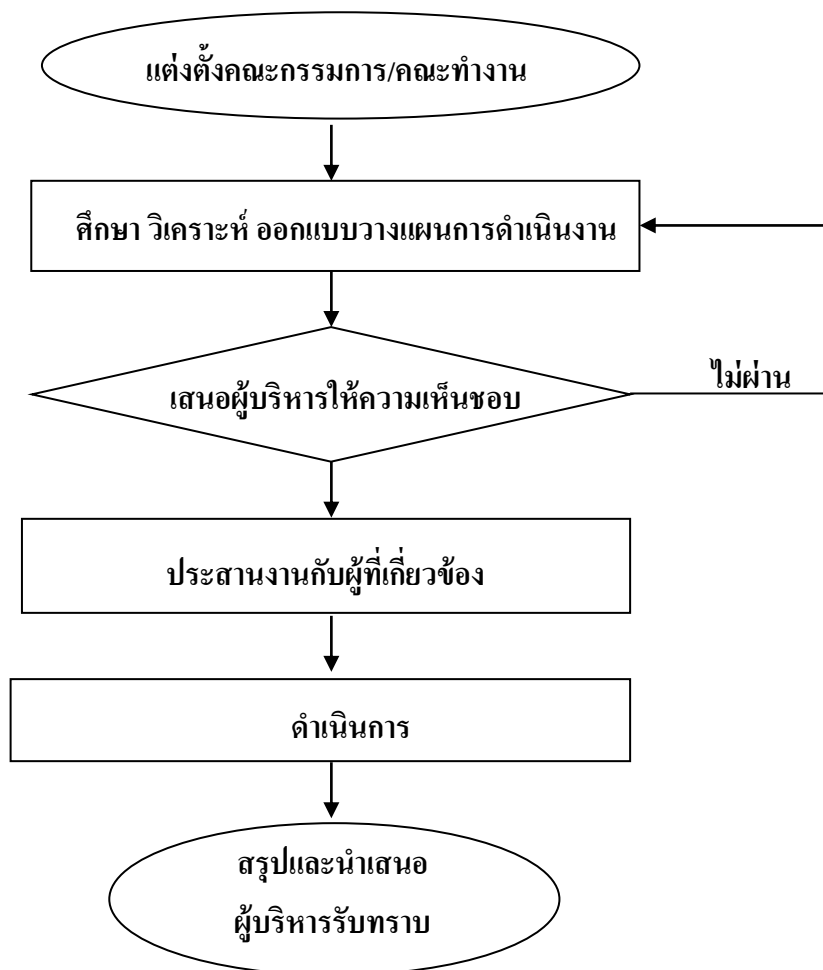 แต่งตั้งคณะกรรมการ/คณะทำงาน
ศึกษา วิเคราะห์ ออกแบบวางแผนการดำเนินงาน
ไม่ผ่าน
เสนอผู้บริหารให้ความเห็นชอบ
ประสานงานกับผู้ที่เกี่ยวข้อง
ดำเนินการ
สรุปและนำเสนอ
ผู้บริหารรับทราบ